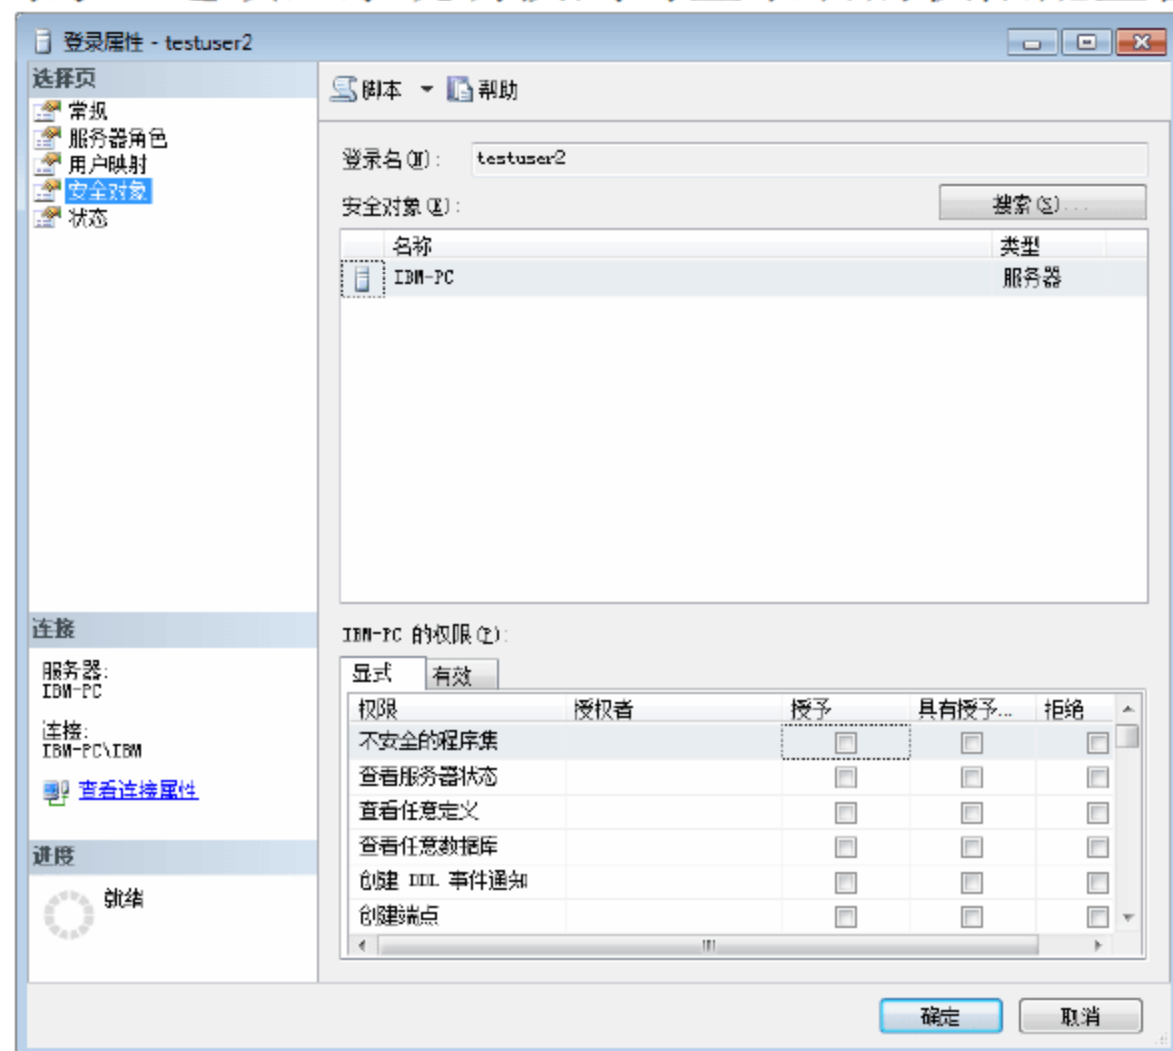 登录属性 - testuser2
选择页
常规
服务器角色
用户映射
安全对象
状态
脚本 帮助
登录名(N): testuser2
安全对象(E):
搜索(S)...
名称 类型
IBM-PC 服务器
IBM-PC 的权限(P):
显式 有效
权限 授权者 授予 具有授予... 拒绝
不安全的程序集
查看服务器状态
查看任意定义
查看任意数据库
创建 DDL 事件通知
创建端点
连接
服务器:
IBM-PC
连接:
IBM-PC\IBM
查看连接属性
进度
就绪
确定 取消